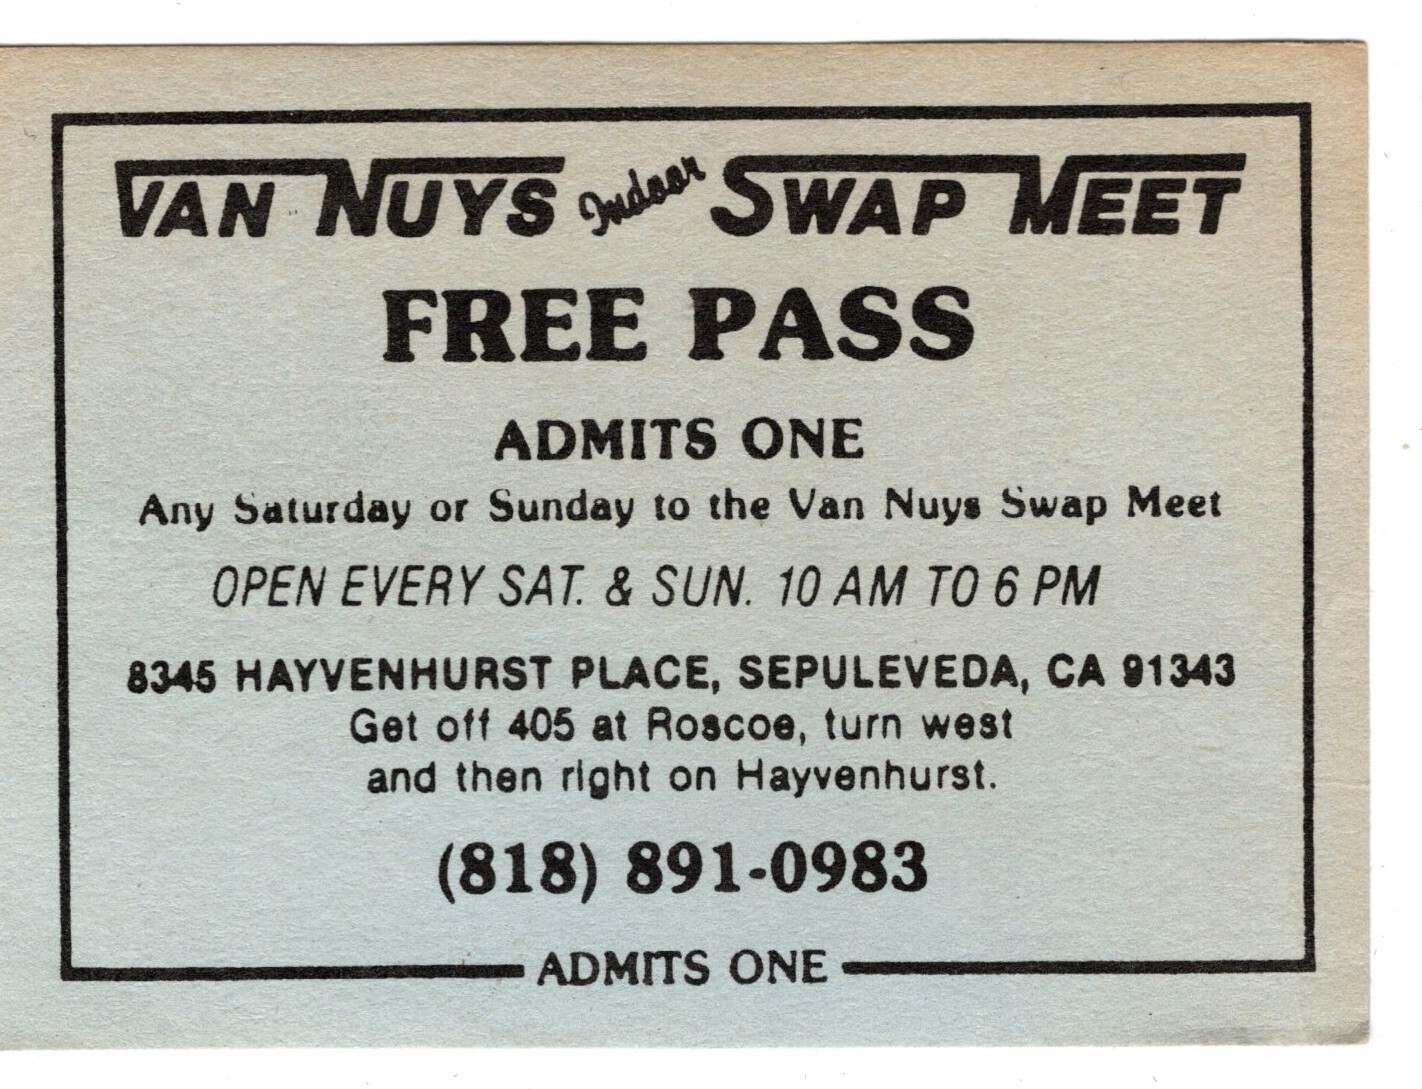 VAN NUYS Indoor SWAP MEET
FREE PASS
ADMITS ONE
Any Saturday or Sunday to the Van Nuys Swap Meet
OPEN EVERY SAT. & SUN. 10 AM TO 6 PM
8345 HAYVENHURST PLACE, SEPULEVEDA, CA 91343
Get off 405 at Roscoe, turn west
and then right on Hayvenhurst.
(818) 891-0983
ADMITS ONE